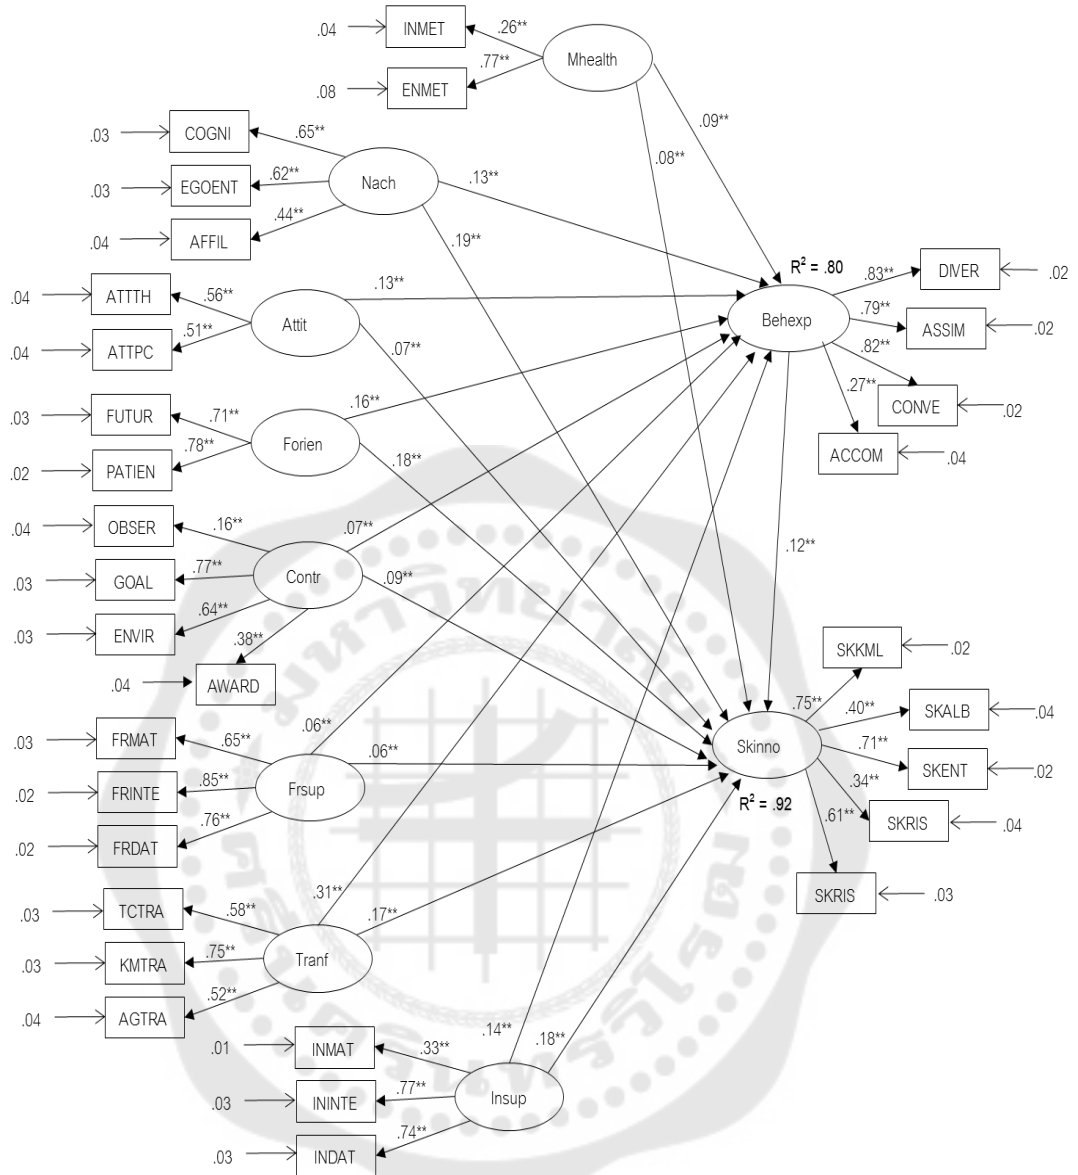 .04 INMET .26**
.08 ENMET .77**
Mhealth
.09**
.08**
.03 COGNI .65**
.03 EGOENT .62**
.04 AFFIL .44**
Nach
.13**
.19**
.04 ATTTH .56**
.04 ATTPC .51**
Attit
.13**
.07**
.03 FUTUR .71**
.02 PATIEN .78**
Forien
.16**
.18**
.04 OBSER .16**
.03 GOAL .77**
.03 ENVIR .64**
.04 AWARD .38**
Contr
.07**
.09**
.03 FRMAT .65**
.02 FRINTE .85**
.02 FRDAT .76**
Frsup
.06**
.06**
.03 TCTRA .58**
.03 KMTRA .75**
.04 AGTRA .52**
Tranf
.31**
.17**
.01 INMAT .33**
.03 ININTE .77**
.03 INDAT .74**
Insup
.14**
.18**
R² = .80
Behexp
.83** DIVER .02
.79** ASSIM .02
.82** CONVE .02
.27** ACCOM .04
.12**
Skinno
R² = .92
.75** SKKML .02
.40** SKALB .04
.71** SKENT .02
.34** SKRIS .04
.61** SKRIS .03